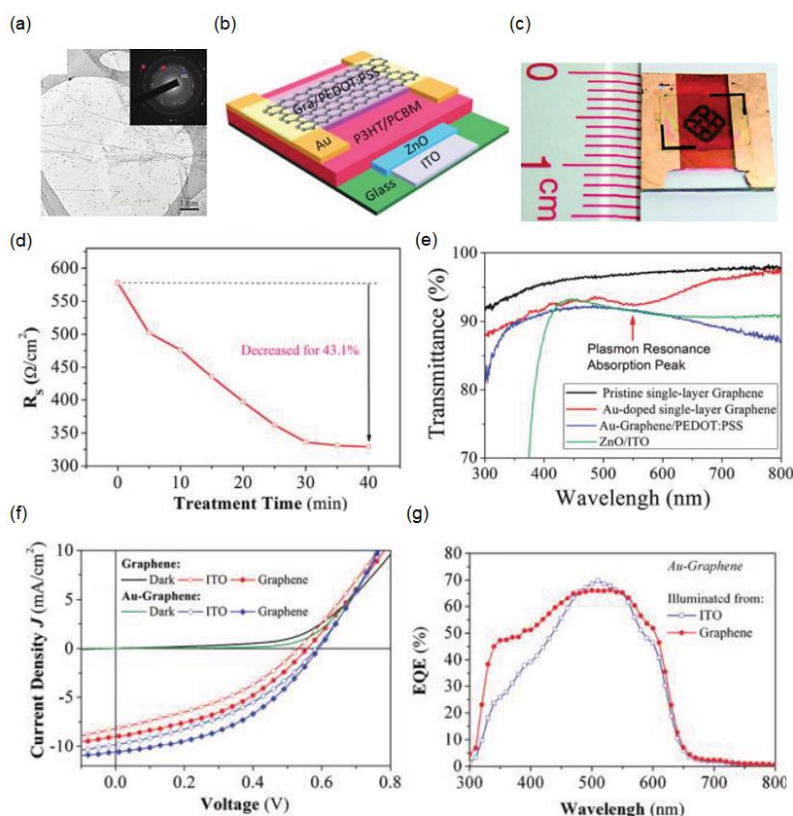 (a)
(b)
(c)
1 μm
Gra/PEDOT:PSS
Au
P3HT/PCBM
ZnO
ITO
Glass
0
1 cm
(d)
(e)
600
550
500
450
400
350
300
R_s (Ω/cm²)
Decreased for 43.1%
0 10 20 30 40
Treatment Time (min)
100
90
80
70
Transmittance (%)
Plasmon Resonance
Absorption Peak
Pristine single-layer Graphene
Au-doped single-layer Graphene
Au-Graphene/PEDOT:PSS
ZnO/ITO
300 400 500 600 700 800
Wavelengh (nm)
(f)
(g)
10
5
0
-5
-10
Current Density J (mA/cm²)
Graphene:
Dark ITO Graphene
Au-Graphene:
Dark ITO Graphene
0.0 0.2 0.4 0.6 0.8
Voltage (V)
80
70
60
50
40
30
20
10
0
EQE (%)
Au-Graphene
Illuminated from:
ITO
Graphene
300 400 500 600 700 800
Wavelengh (nm)